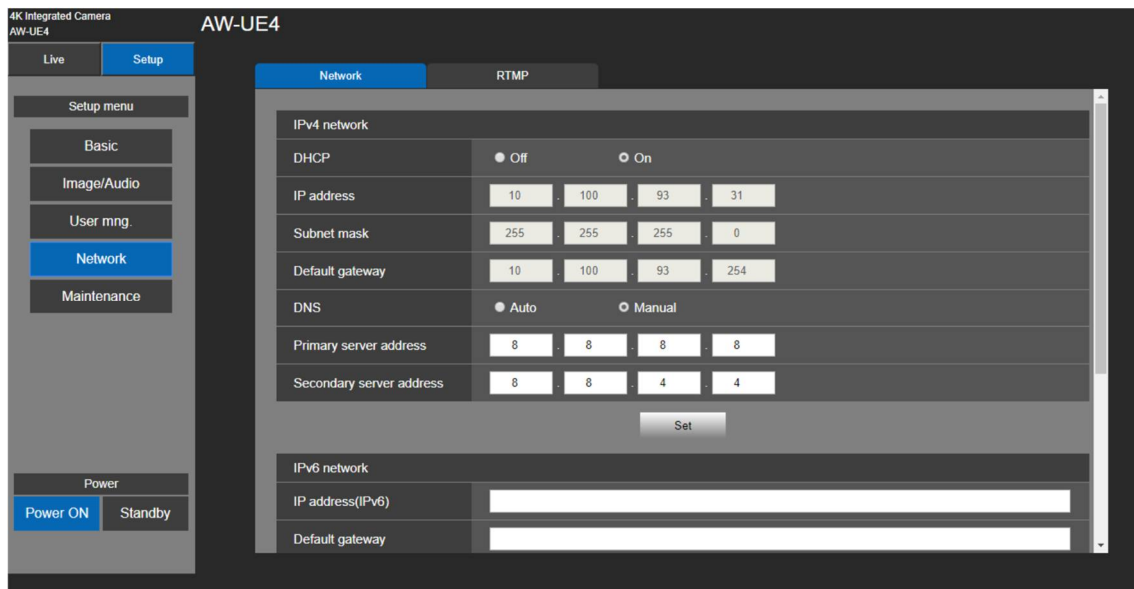 4K Integrated Camera
AW-UE4
AW-UE4
Live Setup
Setup menu
Basic
Image/Audio
User mng.
Network
Maintenance
Power
Power ON Standby
Network RTMP
IPv4 network
DHCP Off On
IP address 10 . 100 . 93 . 31
Subnet mask 255 . 255 . 255 . 0
Default gateway 10 . 100 . 93 . 254
DNS Auto Manual
Primary server address 8 . 8 . 8 . 8
Secondary server address 8 . 8 . 4 . 4
Set
IPv6 network
IP address(IPv6)
Default gateway